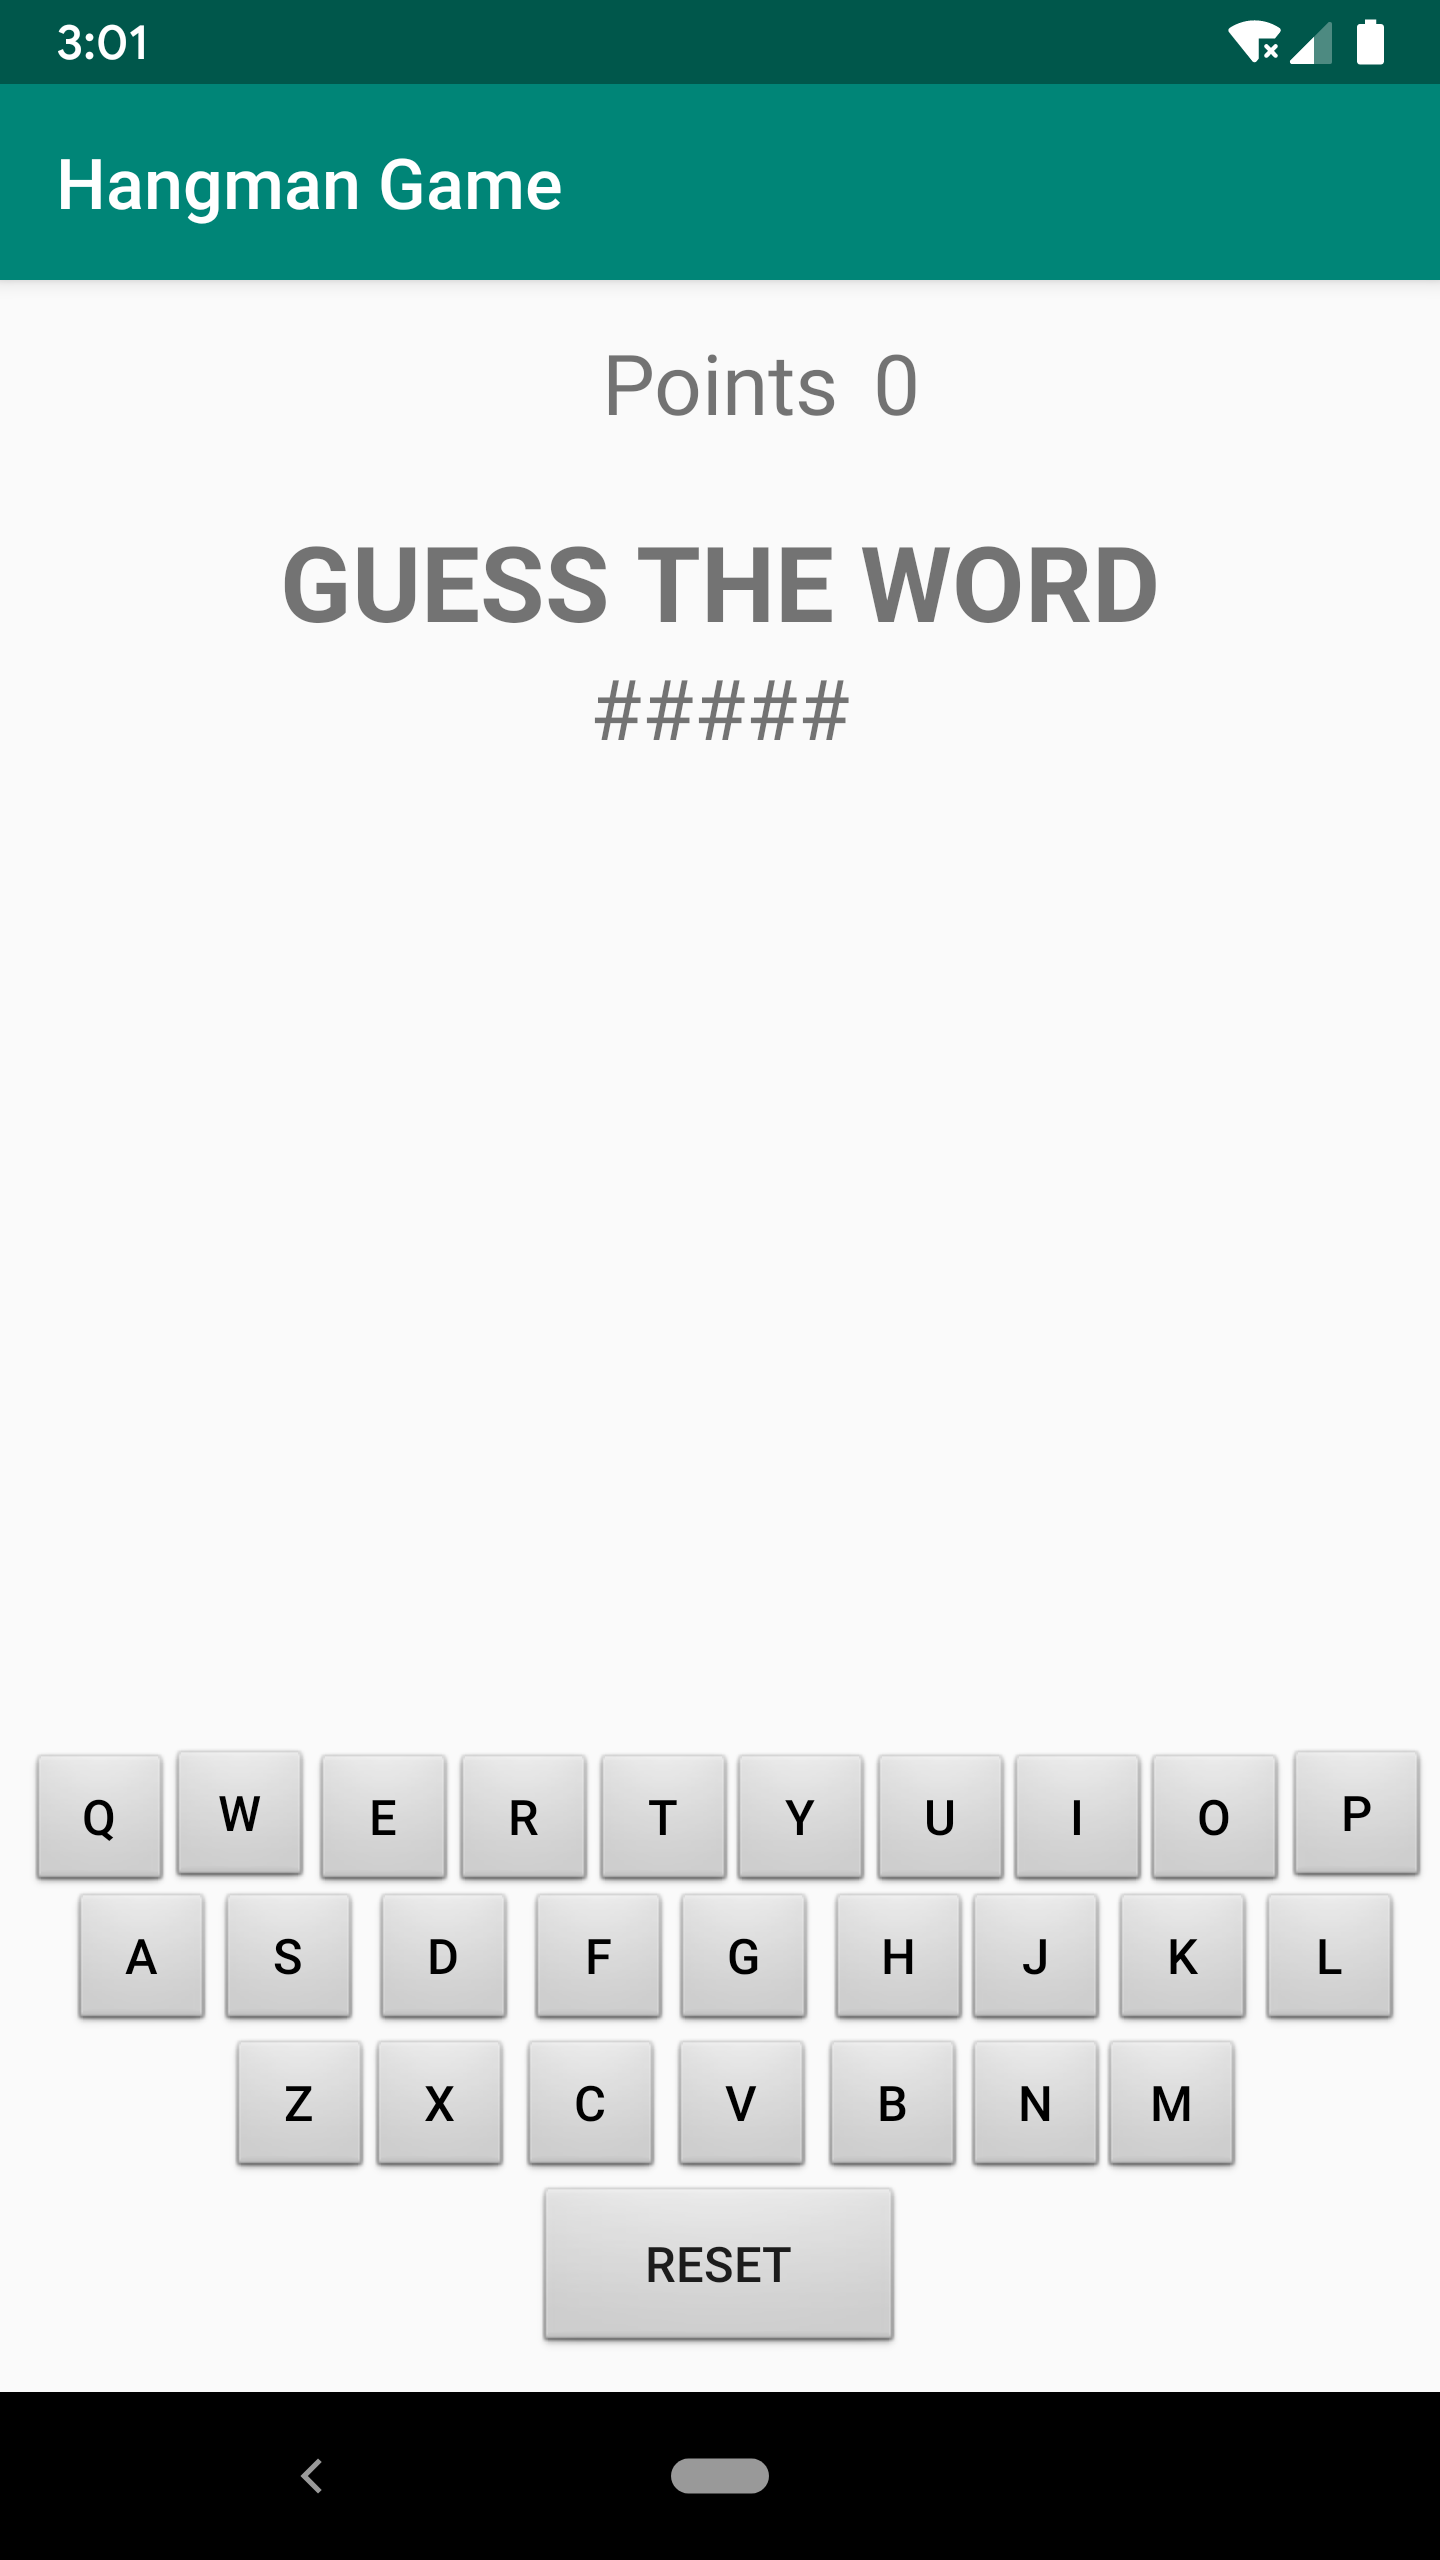 3:01
Hangman Game
Points 0
GUESS THE WORD
#####
Q W E R T Y U I O P
A S D F G H J K L
Z X C V B N M
RESET